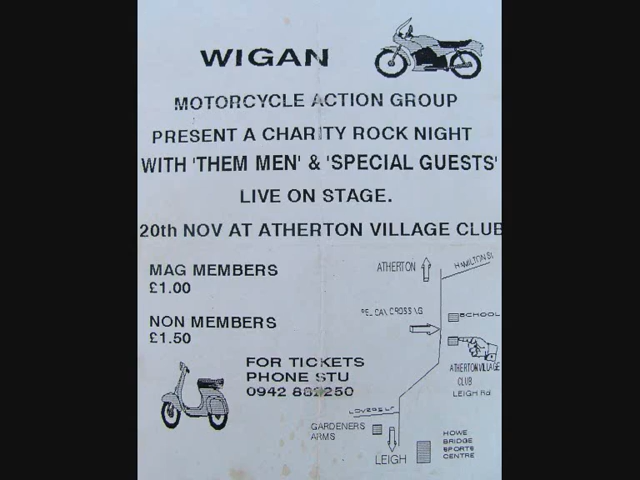 WIGAN
MOTORCYCLE ACTION GROUP
PRESENT A CHARITY ROCK NIGHT
WITH 'THEM MEN' & 'SPECIAL GUESTS'
LIVE ON STAGE.
20th NOV AT ATHERTON VILLAGE CLUB
MAG MEMBERS
£1.00
NON MEMBERS
£1.50
FOR TICKETS
PHONE STU
0942
ATHERTON
HAMILTON St
PELICAN CROSSING
SCHOOL
ATHERTON VILLAGE
CLUB
LEIGH Rd
LOVERS LA
GARDENERS
ARMS
LEIGH
HOWE
BRIDGE
SPORTS
CENTRE